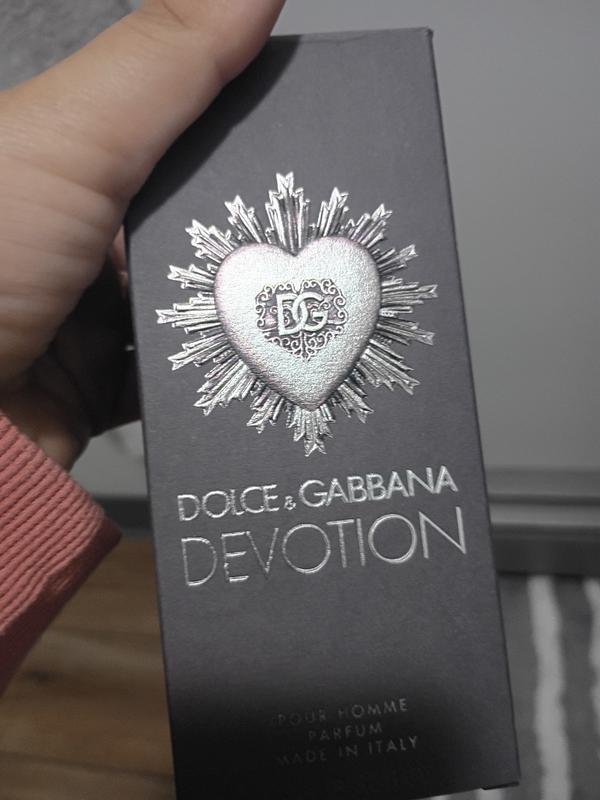 DG
DOLCE & GABBANA
DEVOTION
POUR HOMME
PARFUM
MADE IN ITALY